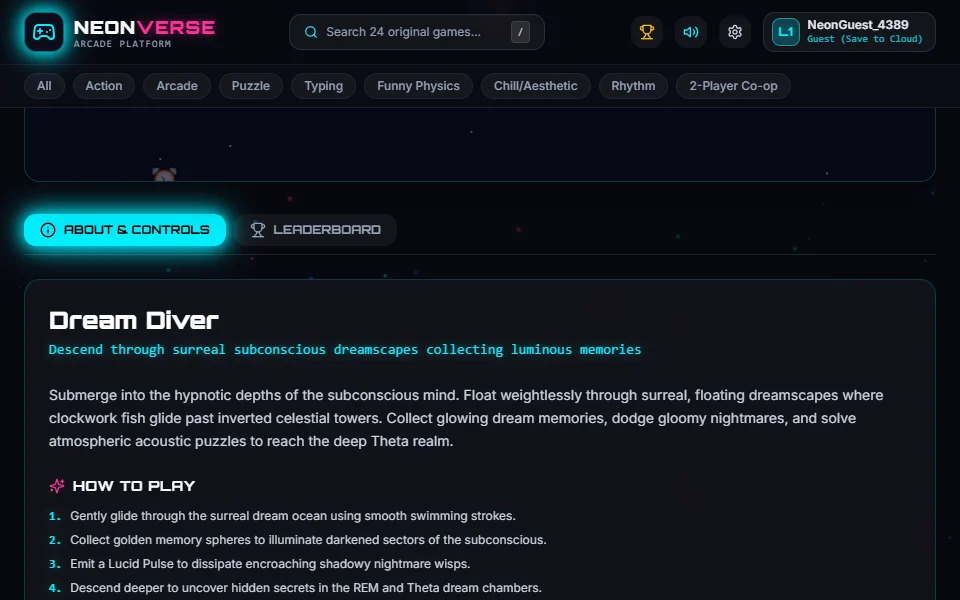 NEONVERSE
ARCADE PLATFORM
Search 24 original games...
/
L1
NeonGuest_4389
Guest (Save to Cloud)
All
Action
Arcade
Puzzle
Typing
Funny Physics
Chill/Aesthetic
Rhythm
2-Player Co-op
ABOUT & CONTROLS
LEADERBOARD
Dream Diver
Descend through surreal subconscious dreamscapes collecting luminous memories
Submerge into the hypnotic depths of the subconscious mind. Float weightlessly through surreal, floating dreamscapes where
clockwork fish glide past inverted celestial towers. Collect glowing dream memories, dodge gloomy nightmares, and solve
atmospheric acoustic puzzles to reach the deep Theta realm.
HOW TO PLAY
1. Gently glide through the surreal dream ocean using smooth swimming strokes.
2. Collect golden memory spheres to illuminate darkened sectors of the subconscious.
3. Emit a Lucid Pulse to dissipate encroaching shadowy nightmare wisps.
4. Descend deeper to uncover hidden secrets in the REM and Theta dream chambers.